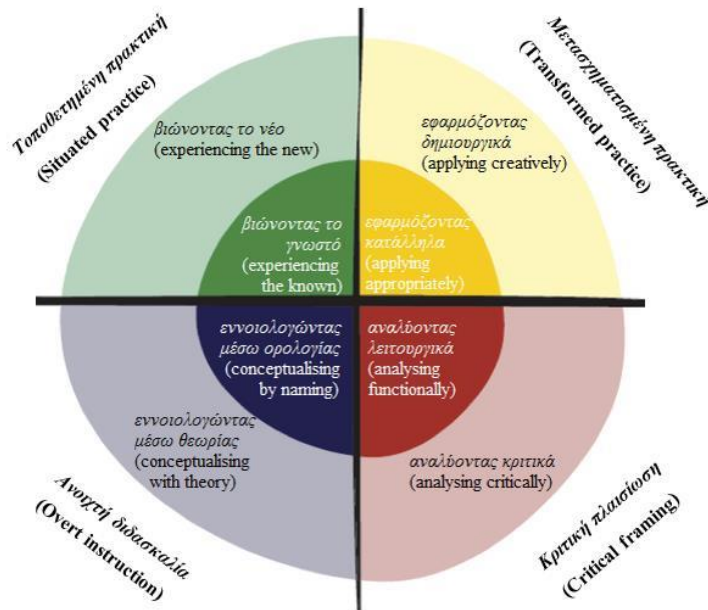 Τοποθετημένη πρακτική
(Situated practice)
Μετασχηματισμένη πρακτικη
(Transformed practice)
βιώνοντας το νέο
(experiencing the new)
εφαρμόζοντας
δημιουργικά
(applying creatively)
βιώνοντας το
γνωστό
(experiencing
the known)
εφαρμόζοντας
κατάλληλα
(applying
appropriately)
εννοιολογώντας
μέσω ορολογίας
(conceptualising
by naming)
αναλύοντας
λειτουργικά
(analysing
functionally)
εννοιολογώντας
μέσω θεωρίας
(conceptualising
with theory)
αναλύοντας κριτικά
(analysing critically)
Ανοιχτή διδασκαλία
(Overt instruction)
Κριτική πλαισίωση
(Critical framing)